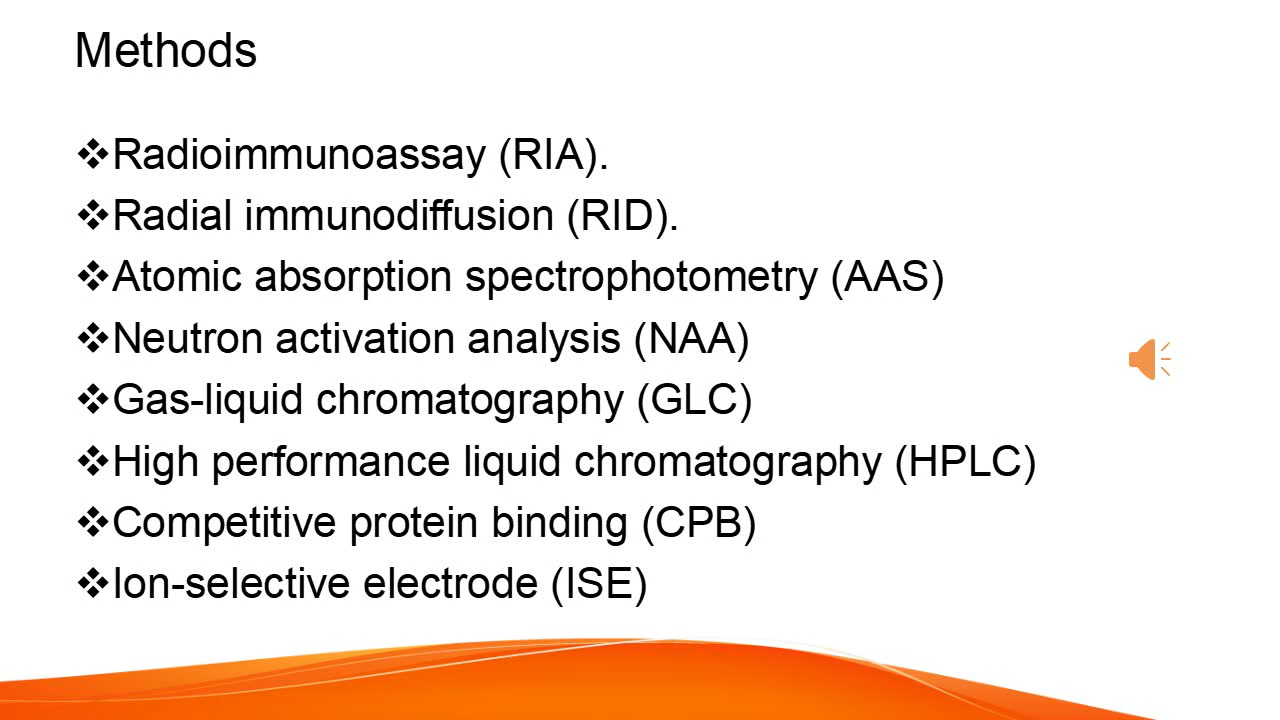 Methods
❖Radioimmunoassay (RIA).
❖Radial immunodiffusion (RID).
❖Atomic absorption spectrophotometry (AAS)
❖Neutron activation analysis (NAA)
❖Gas-liquid chromatography (GLC)
❖High performance liquid chromatography (HPLC)
❖Competitive protein binding (CPB)
❖Ion-selective electrode (ISE)